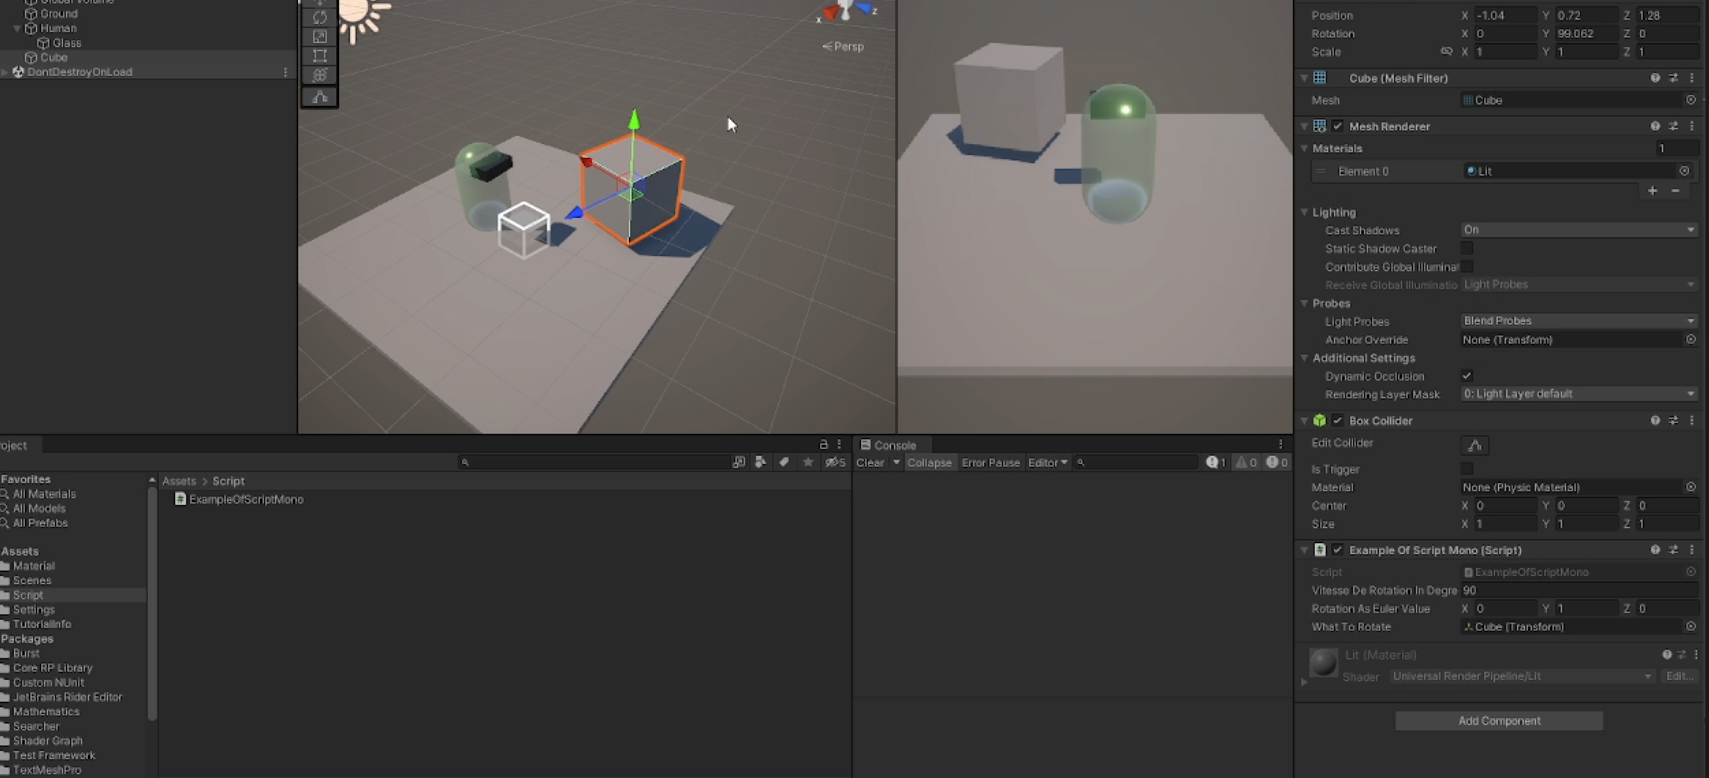 Ground
Human
Glass
Cube
DontDestroyOnLoad
x
z
Persp
Position X -1.04 Y 0.72 Z 1.28
Rotation X 0 Y 99.062 Z 0
Scale X 1 Y 1 Z 1
Cube (Mesh Filter)
Mesh Cube
Mesh Renderer
Materials 1
Element 0 Lit
Lighting
Cast Shadows On
Static Shadow Caster
Contribute Global Illumina
Receive Global Illuminatio Light Probes
Probes
Light Probes Blend Probes
Anchor Override None (Transform)
Additional Settings
Dynamic Occlusion
Rendering Layer Mask 0: Light Layer default
Box Collider
Edit Collider
Is Trigger
Material None (Physic Material)
Center X 0 Y 0 Z 0
Size X 1 Y 1 Z 1
Example Of Script Mono (Script)
Script ExampleOfScriptMono
Vitesse De Rotation In Degre 90
Rotation As Euler Value X 0 Y 1 Z 0
What To Rotate Cube (Transform)
Lit (Material)
Shader Universal Render Pipeline/Lit Edit...
Add Component
oject
5
Favorites
All Materials
All Models
All Prefabs
Assets
Material
Scenes
Script
Settings
TutorialInfo
Packages
Burst
Core RP Library
Custom NUnit
JetBrains Rider Editor
Mathematics
Searcher
Shader Graph
Test Framework
TextMeshPro
Assets > Script
ExampleOfScriptMono
Console
Clear Collapse Error Pause Editor 1 0 0